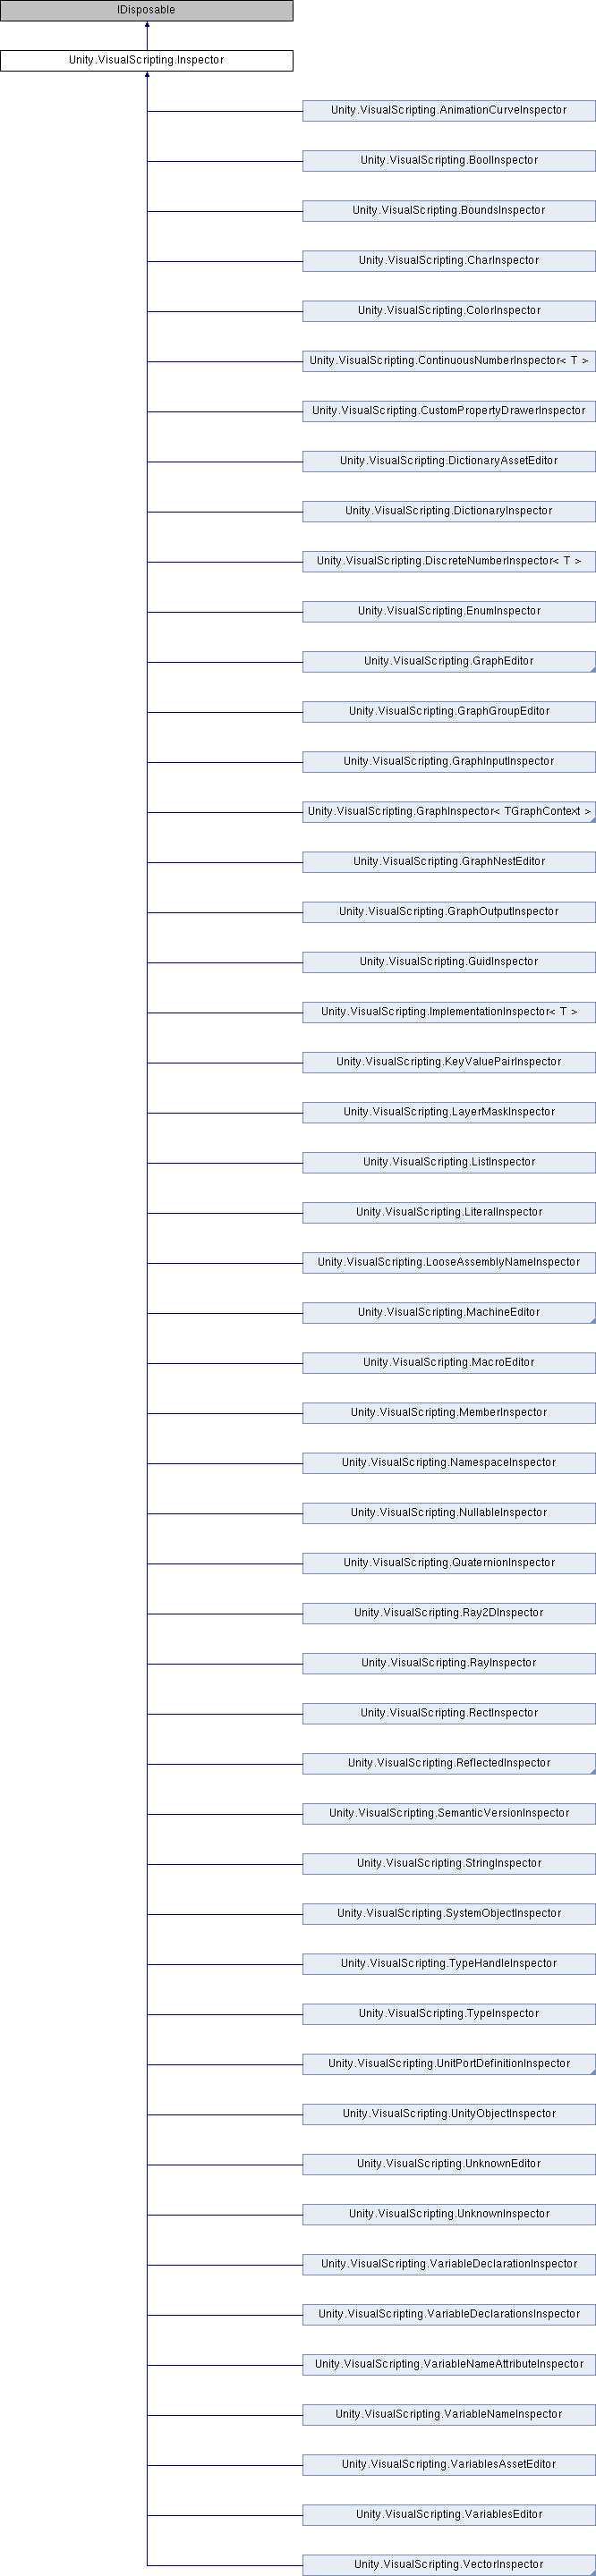 IDisposable
Unity.VisualScripting.Inspector
Unity.VisualScripting.AnimationCurveInspector
Unity.VisualScripting.BoolInspector
Unity.VisualScripting.BoundsInspector
Unity.VisualScripting.CharInspector
Unity.VisualScripting.ColorInspector
Unity.VisualScripting.ContinuousNumberInspector< T >
Unity.VisualScripting.CustomPropertyDrawerInspector
Unity.VisualScripting.DictionaryAssetEditor
Unity.VisualScripting.DictionaryInspector
Unity.VisualScripting.DiscreteNumberInspector< T >
Unity.VisualScripting.EnumInspector
Unity.VisualScripting.GraphEditor
Unity.VisualScripting.GraphGroupEditor
Unity.VisualScripting.GraphInputInspector
Unity.VisualScripting.GraphInspector< TGraphContext >
Unity.VisualScripting.GraphNestEditor
Unity.VisualScripting.GraphOutputInspector
Unity.VisualScripting.GuidInspector
Unity.VisualScripting.ImplementationInspector< T >
Unity.VisualScripting.KeyValuePairInspector
Unity.VisualScripting.LayerMaskInspector
Unity.VisualScripting.ListInspector
Unity.VisualScripting.LiteralInspector
Unity.VisualScripting.LooseAssemblyNameInspector
Unity.VisualScripting.MachineEditor
Unity.VisualScripting.MacroEditor
Unity.VisualScripting.MemberInspector
Unity.VisualScripting.NamespaceInspector
Unity.VisualScripting.NullableInspector
Unity.VisualScripting.QuaternionInspector
Unity.VisualScripting.Ray2DInspector
Unity.VisualScripting.RayInspector
Unity.VisualScripting.RectInspector
Unity.VisualScripting.ReflectedInspector
Unity.VisualScripting.SemanticVersionInspector
Unity.VisualScripting.StringInspector
Unity.VisualScripting.SystemObjectInspector
Unity.VisualScripting.TypeHandleInspector
Unity.VisualScripting.TypeInspector
Unity.VisualScripting.UnitPortDefinitionInspector
Unity.VisualScripting.UnityObjectInspector
Unity.VisualScripting.UnknownEditor
Unity.VisualScripting.UnknownInspector
Unity.VisualScripting.VariableDeclarationInspector
Unity.VisualScripting.VariableDeclarationsInspector
Unity.VisualScripting.VariableNameAttributeInspector
Unity.VisualScripting.VariableNameInspector
Unity.VisualScripting.VariablesAssetEditor
Unity.VisualScripting.VariablesEditor
Unity.VisualScripting.VectorInspector